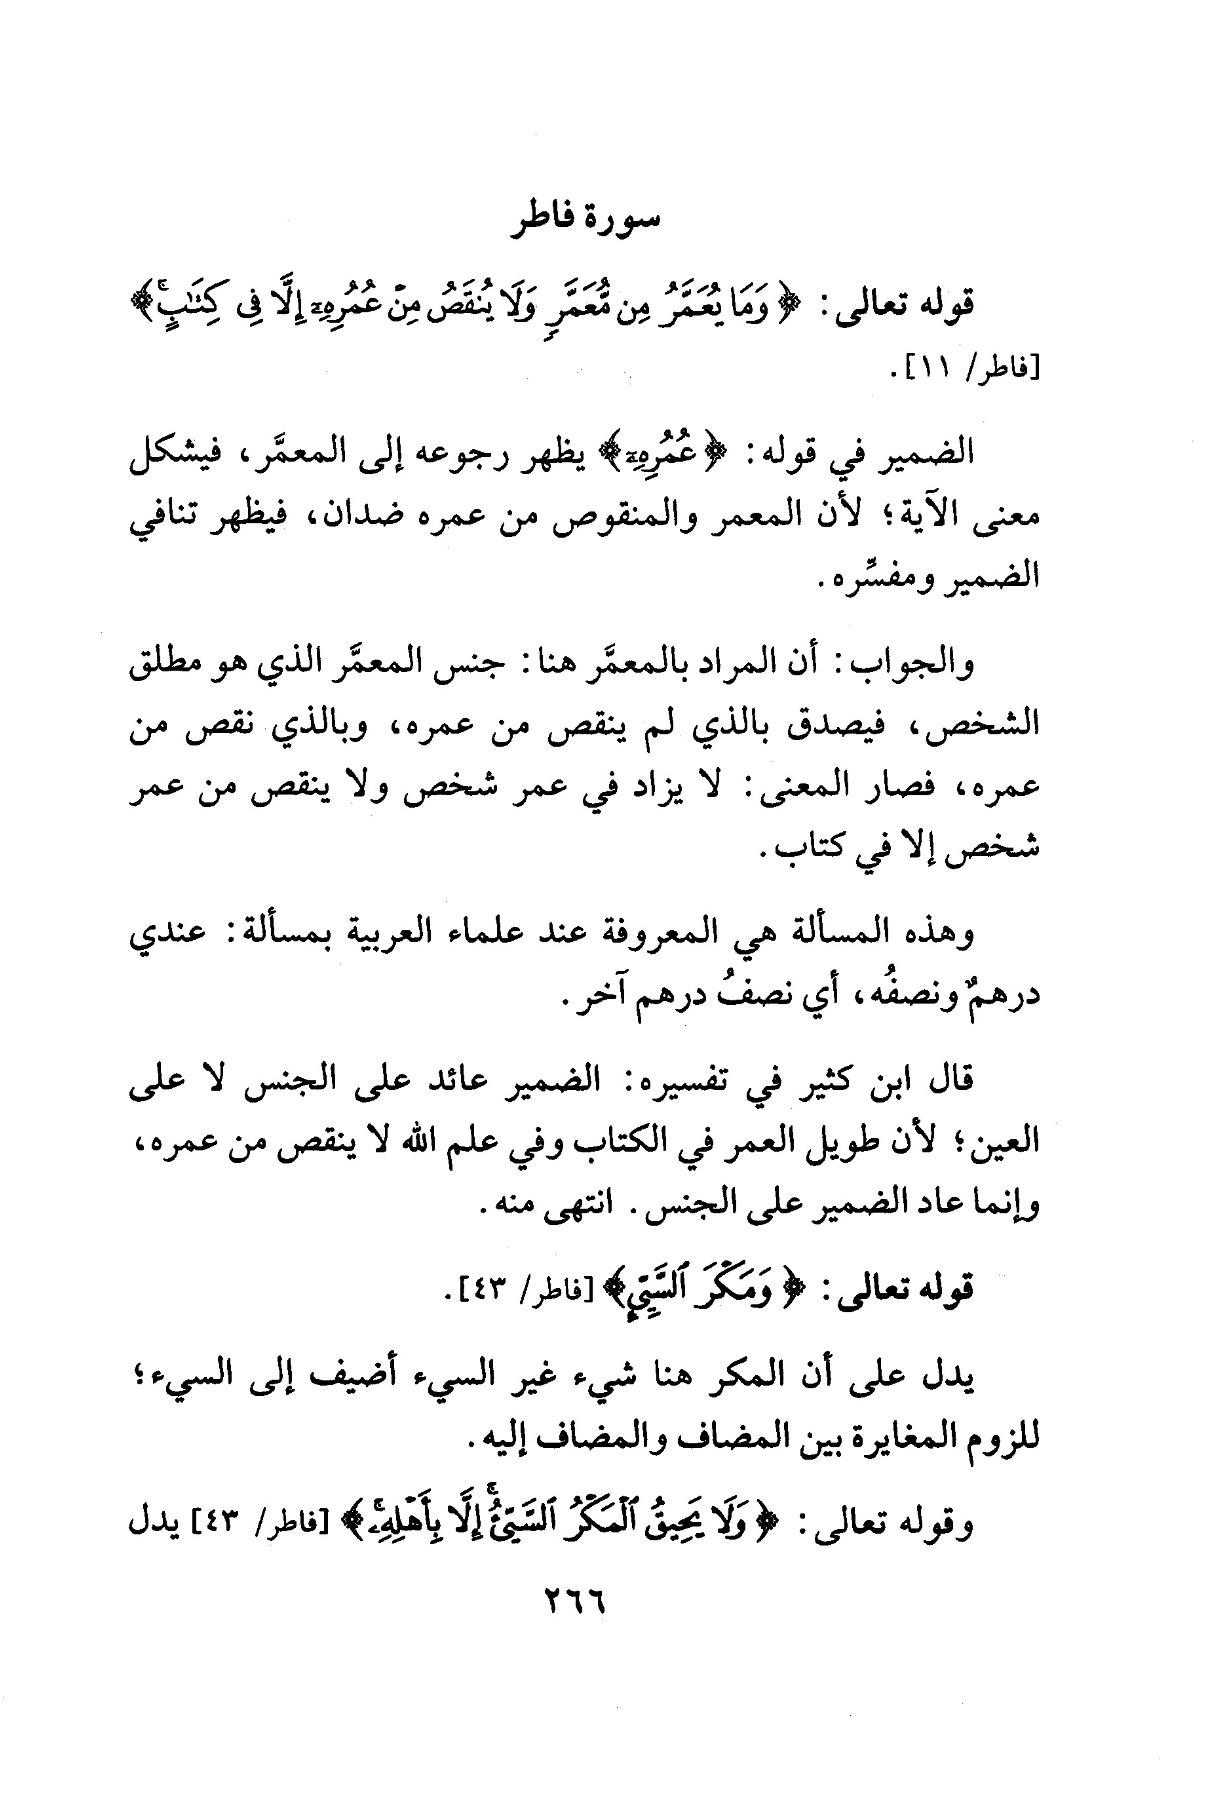 سورة فاطر
قوله تعالى: ﴿وَمَا يُعَمَّرُ مِن مُّعَمَّرٍ وَلَا يُنقَصُ مِنْ عُمُرِهِۦٓ إِلَّا فِي كِتَٰبٍۚ﴾
[فاطر/ ١١].
الضمير في قوله: ﴿عُمُرِهِۦٓ﴾ يظهر رجوعه إلى المعمَّر، فيشكل
معنى الآية؛ لأن المعمر والمنقوص من عمره ضدان، فيظهر تنافي
الضمير ومفسِّره.
والجواب: أن المراد بالمعمَّر هنا: جنس المعمَّر الذي هو مطلق
الشخص، فيصدق بالذي لم ينقص من عمره، وبالذي نقص من
عمره، فصار المعنى: لا يزاد في عمر شخص ولا ينقص من عمر
شخص إلا في كتاب.
وهذه المسألة هي المعروفة عند علماء العربية بمسألة: عندي
درهمٌ ونصفُه، أي نصفُ درهم آخر.
قال ابن كثير في تفسيره: الضمير عائد على الجنس لا على
العين؛ لأن طويل العمر في الكتاب وفي علم الله لا ينقص من عمره،
وإنما عاد الضمير على الجنس. انتهى منه.
قوله تعالى: ﴿وَمَكْرَ ٱلسَّيِّيِٕ﴾ [فاطر/ ٤٣].
يدل على أن المكر هنا شيء غير السيء أضيف إلى السيء؛
للزوم المغايرة بين المضاف والمضاف إليه.
وقوله تعالى: ﴿وَلَا يَحِيقُ ٱلْمَكْرُ ٱلسَّيِّئُ إِلَّا بِأَهْلِهِۦۚ﴾ [فاطر/ ٤٣] يدل
٢٦٦